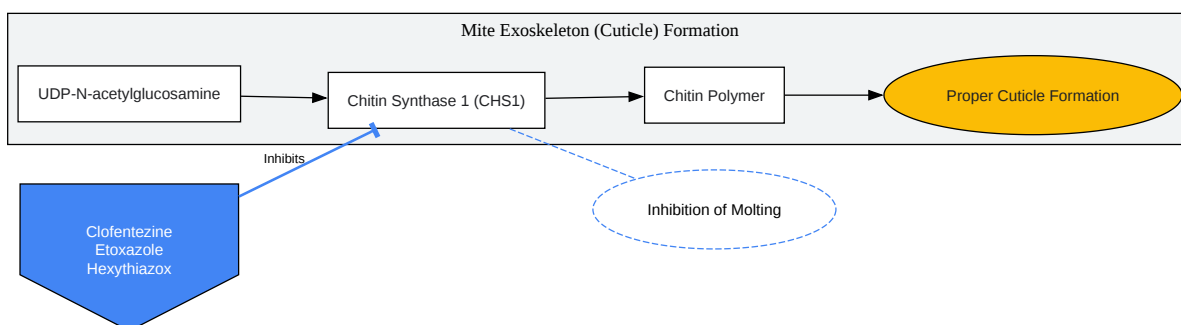 Mite Exoskeleton (Cuticle) Formation
UDP-N-acetylglucosamine
Chitin Synthase 1 (CHS1)
Chitin Polymer
Proper Cuticle Formation
Inhibits
Inhibition of Molting
Clofentezine
Etoxazole
Hexythiazox